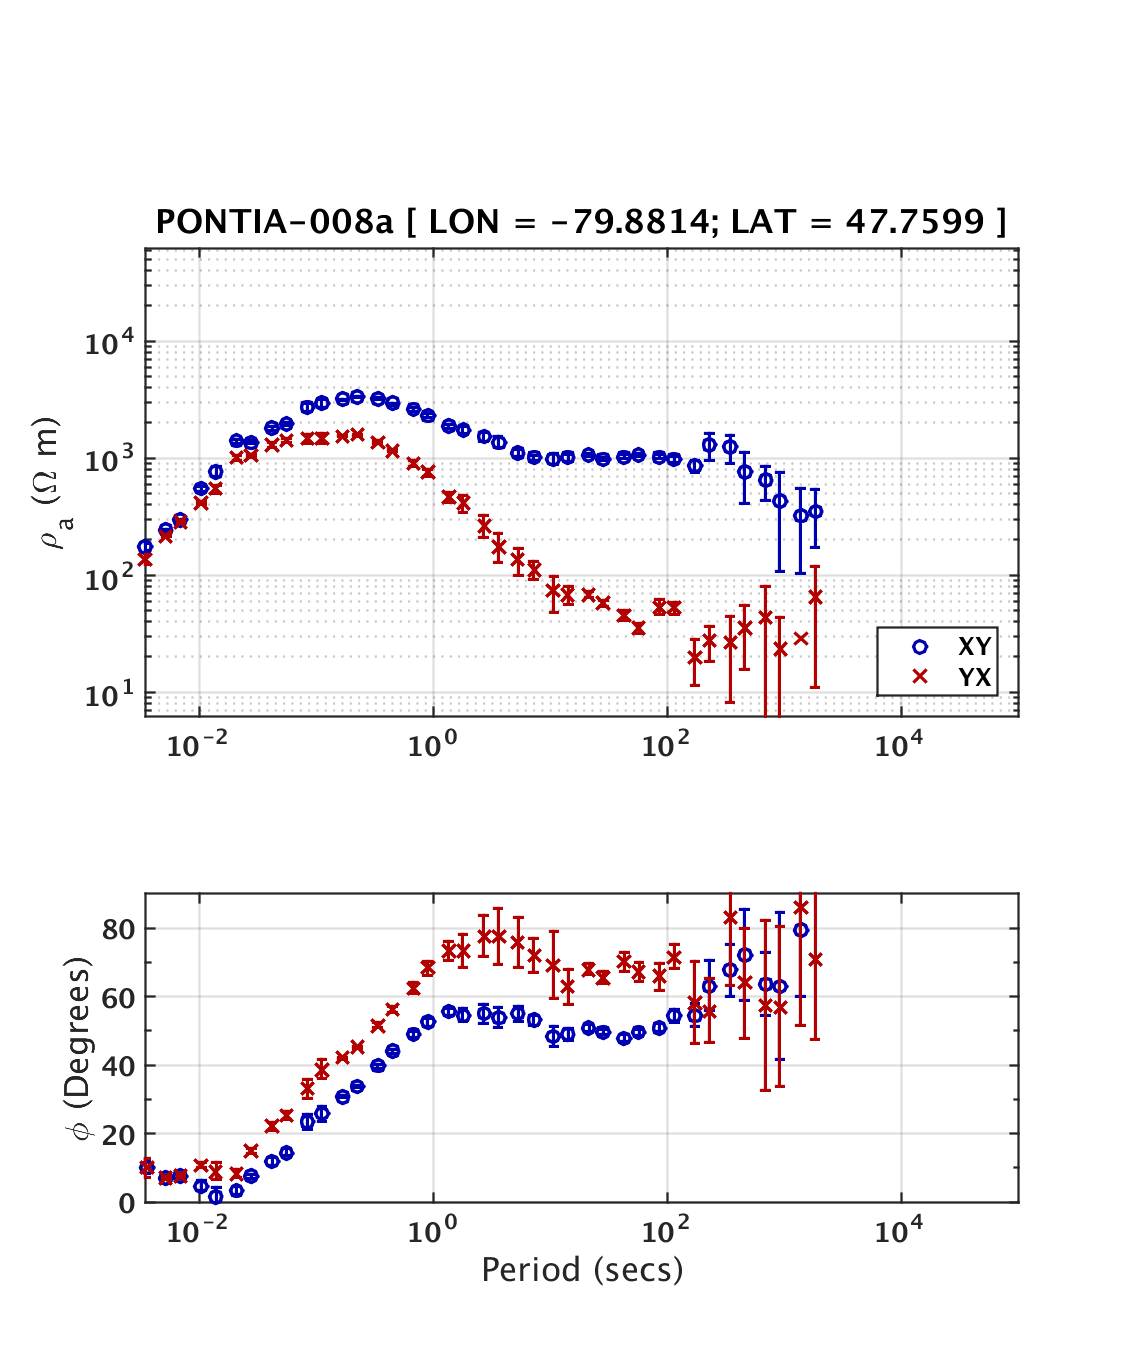 PONTIA-008a [ LON = -79.8814; LAT = 47.7599 ]
10^4
10^3
10^2
10^1
ρ_a (Ω m)
XY
YX
10^-2 10^0 10^2 10^4
80
60
40
20
0
ϕ (Degrees)
10^-2 10^0 10^2 10^4
Period (secs)